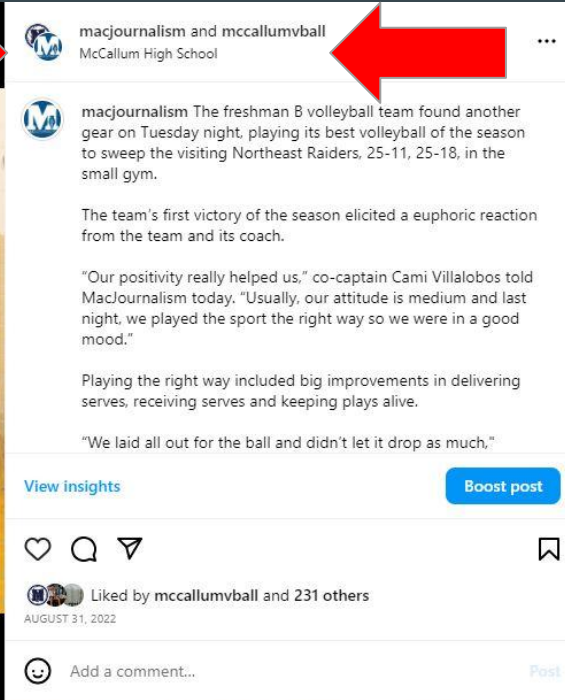 macjournalism and mccallumvball
McCallum High School
macjournalism The freshman B volleyball team found another
gear on Tuesday night, playing its best volleyball of the season
to sweep the visiting Northeast Raiders, 25-11, 25-18, in the
small gym.
The team's first victory of the season elicited a euphoric reaction
from the team and its coach.
“Our positivity really helped us,” co-captain Cami Villalobos told
MacJournalism today. “Usually, our attitude is medium and last
night, we played the sport the right way so we were in a good
mood.”
Playing the right way included big improvements in delivering
serves, receiving serves and keeping plays alive.
“We laid all out for the ball and didn’t let it drop as much,"
View insights
Boost post
Liked by mccallumvball and 231 others
AUGUST 31, 2022
Add a comment...
Post